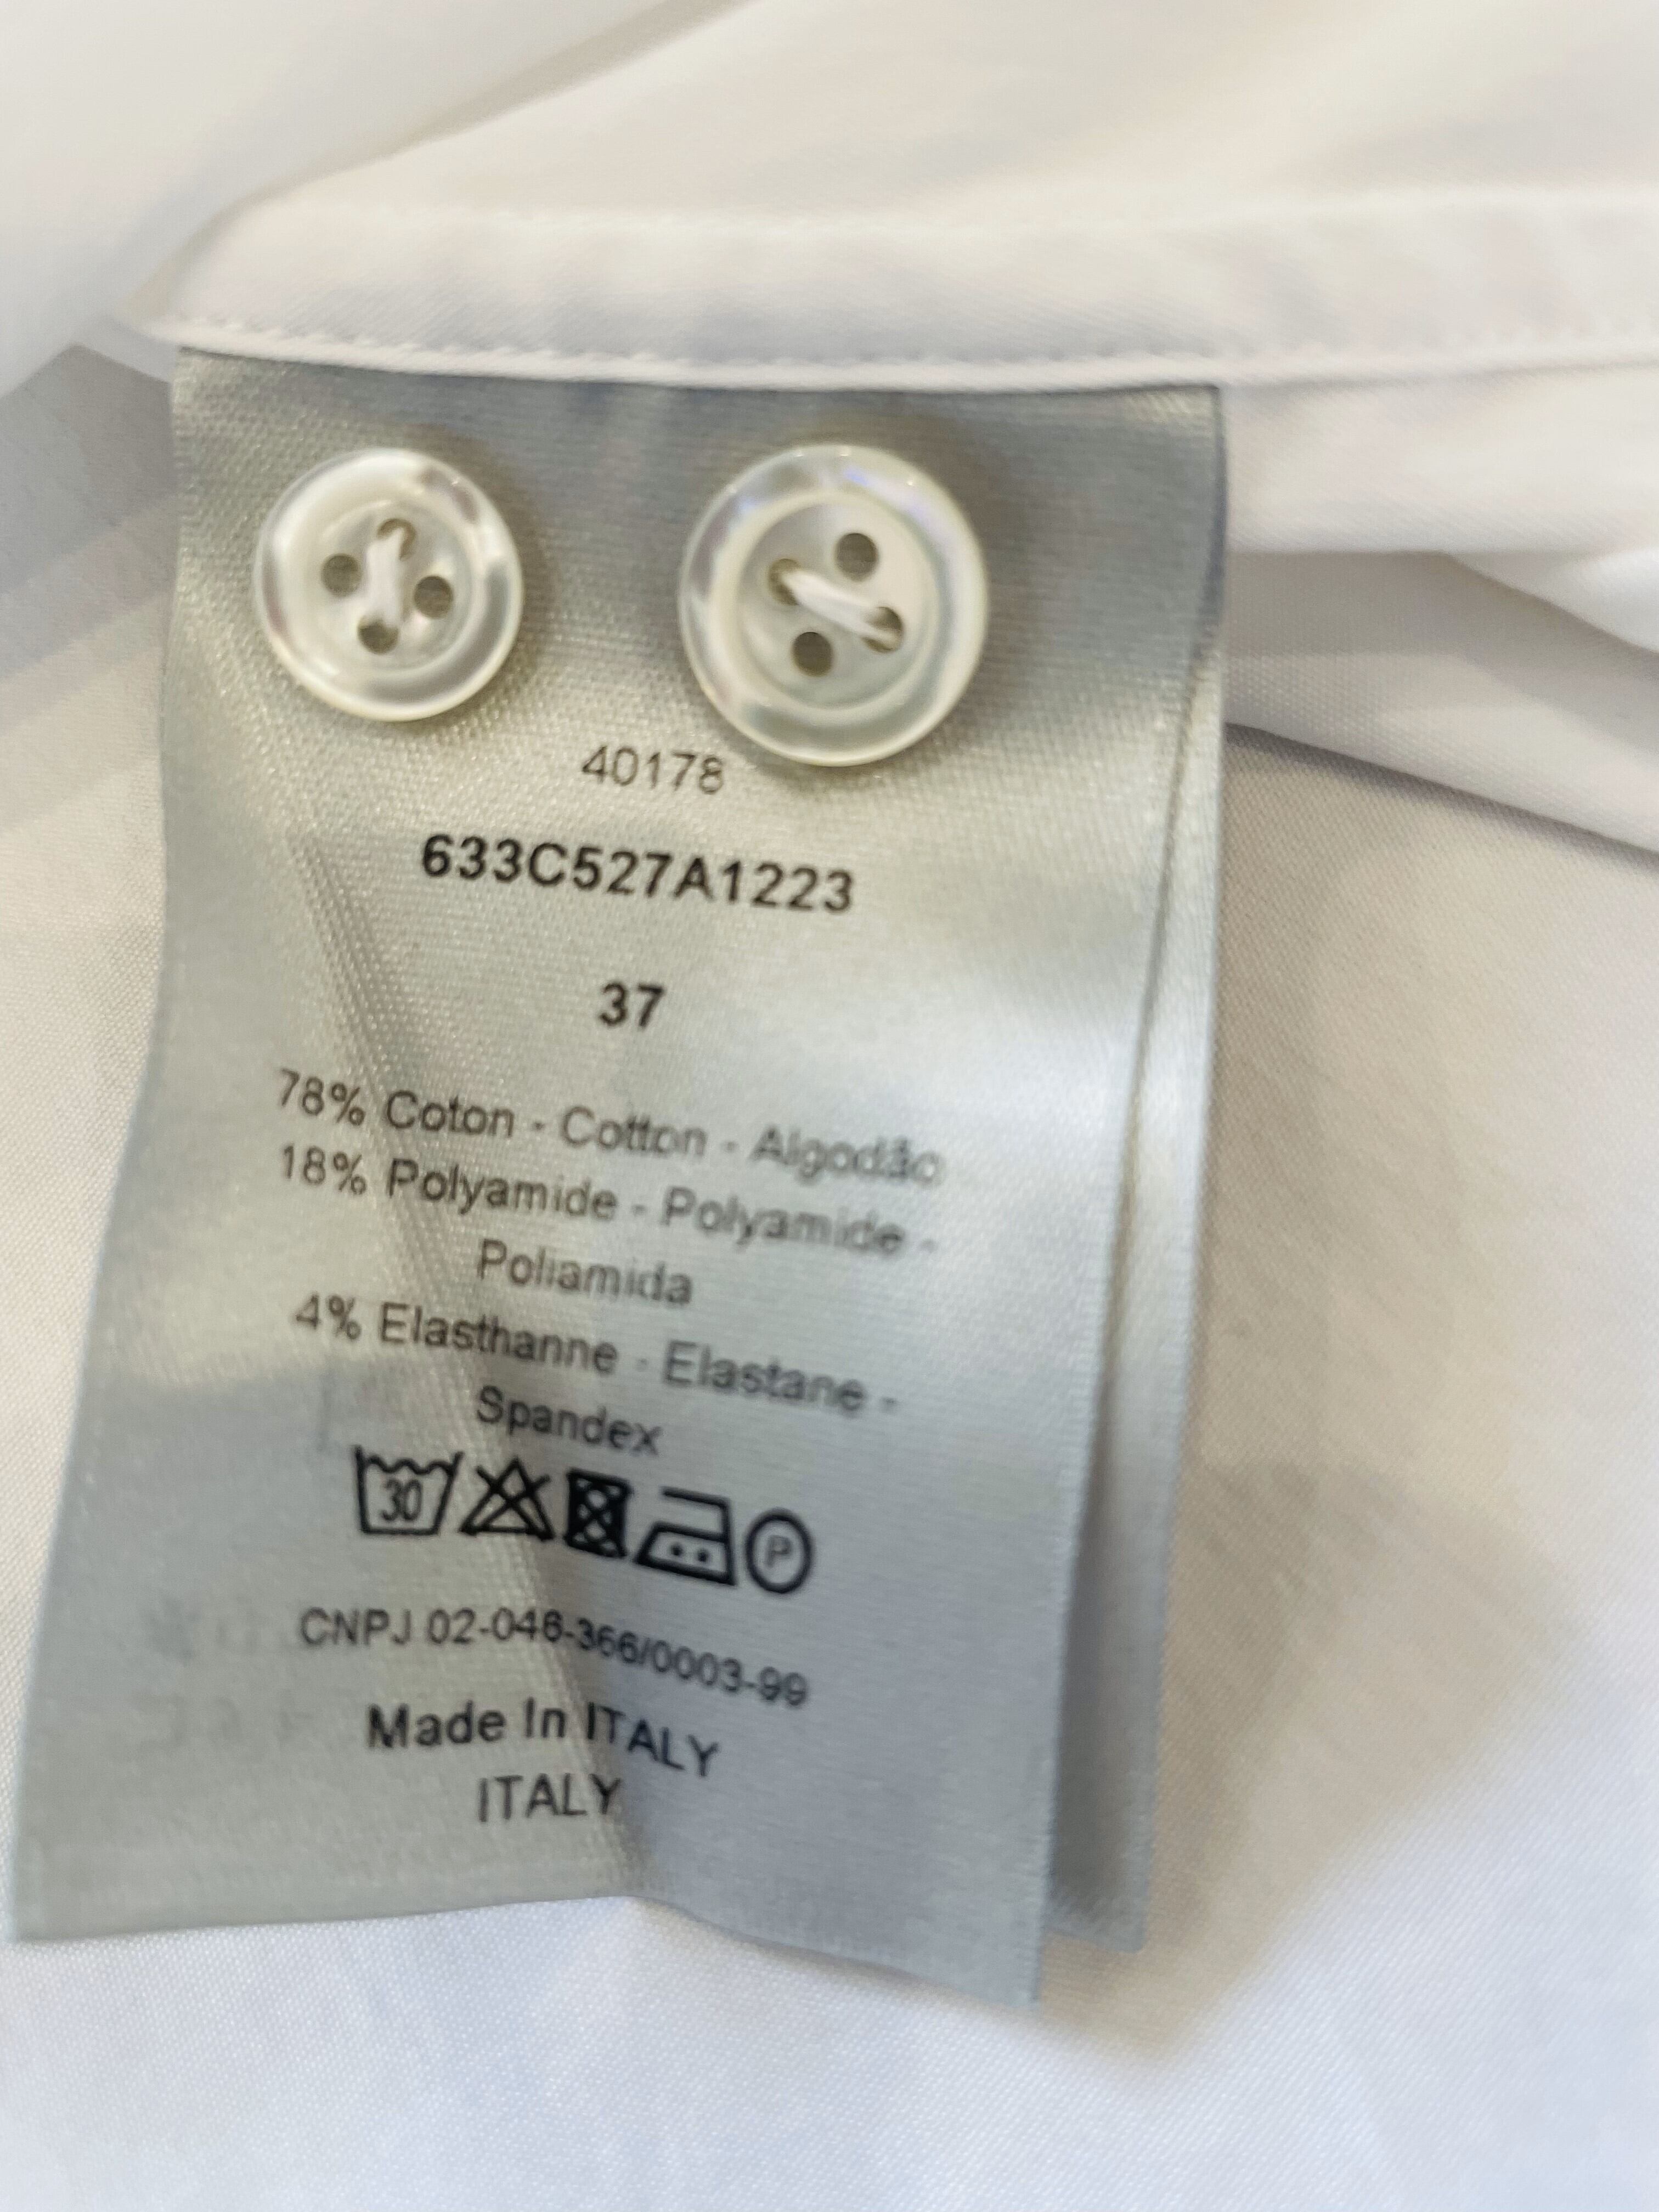 40178
633C527A1223
37
78% Coton - Cotton - Algodão
18% Polyamide - Polyamide -
Poliamida
4% Elasthanne - Elastane -
Spandex
30 P
CNPJ 02-046-366/0003-99
Made In ITALY
ITALY